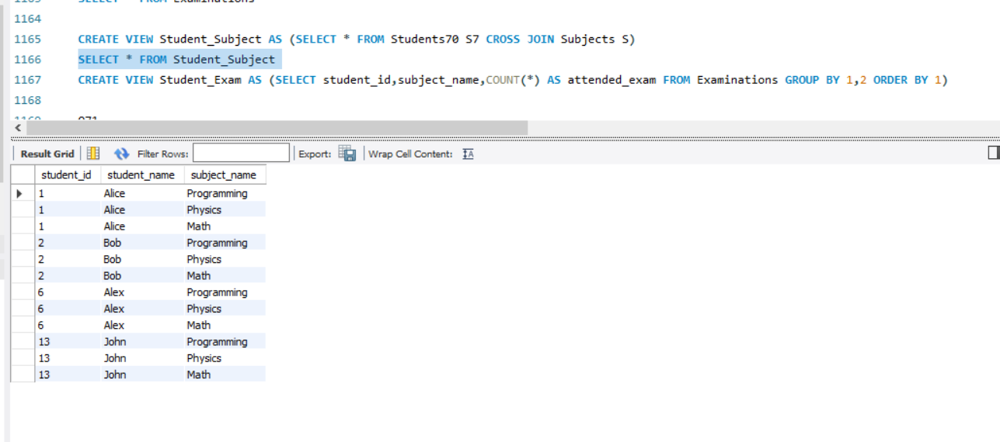 SELECT * FROM Examinations
1164
1165 CREATE VIEW Student_Subject AS (SELECT * FROM Students70 S7 CROSS JOIN Subjects S)
1166 SELECT * FROM Student_Subject
1167 CREATE VIEW Student_Exam AS (SELECT student_id,subject_name,COUNT(*) AS attended_exam FROM Examinations GROUP BY 1,2 ORDER BY 1)
1168
Result Grid Filter Rows: Export: Wrap Cell Content:
student_id student_name subject_name
1 Alice Programming
1 Alice Physics
1 Alice Math
2 Bob Programming
2 Bob Physics
2 Bob Math
6 Alex Programming
6 Alex Physics
6 Alex Math
13 John Programming
13 John Physics
13 John Math